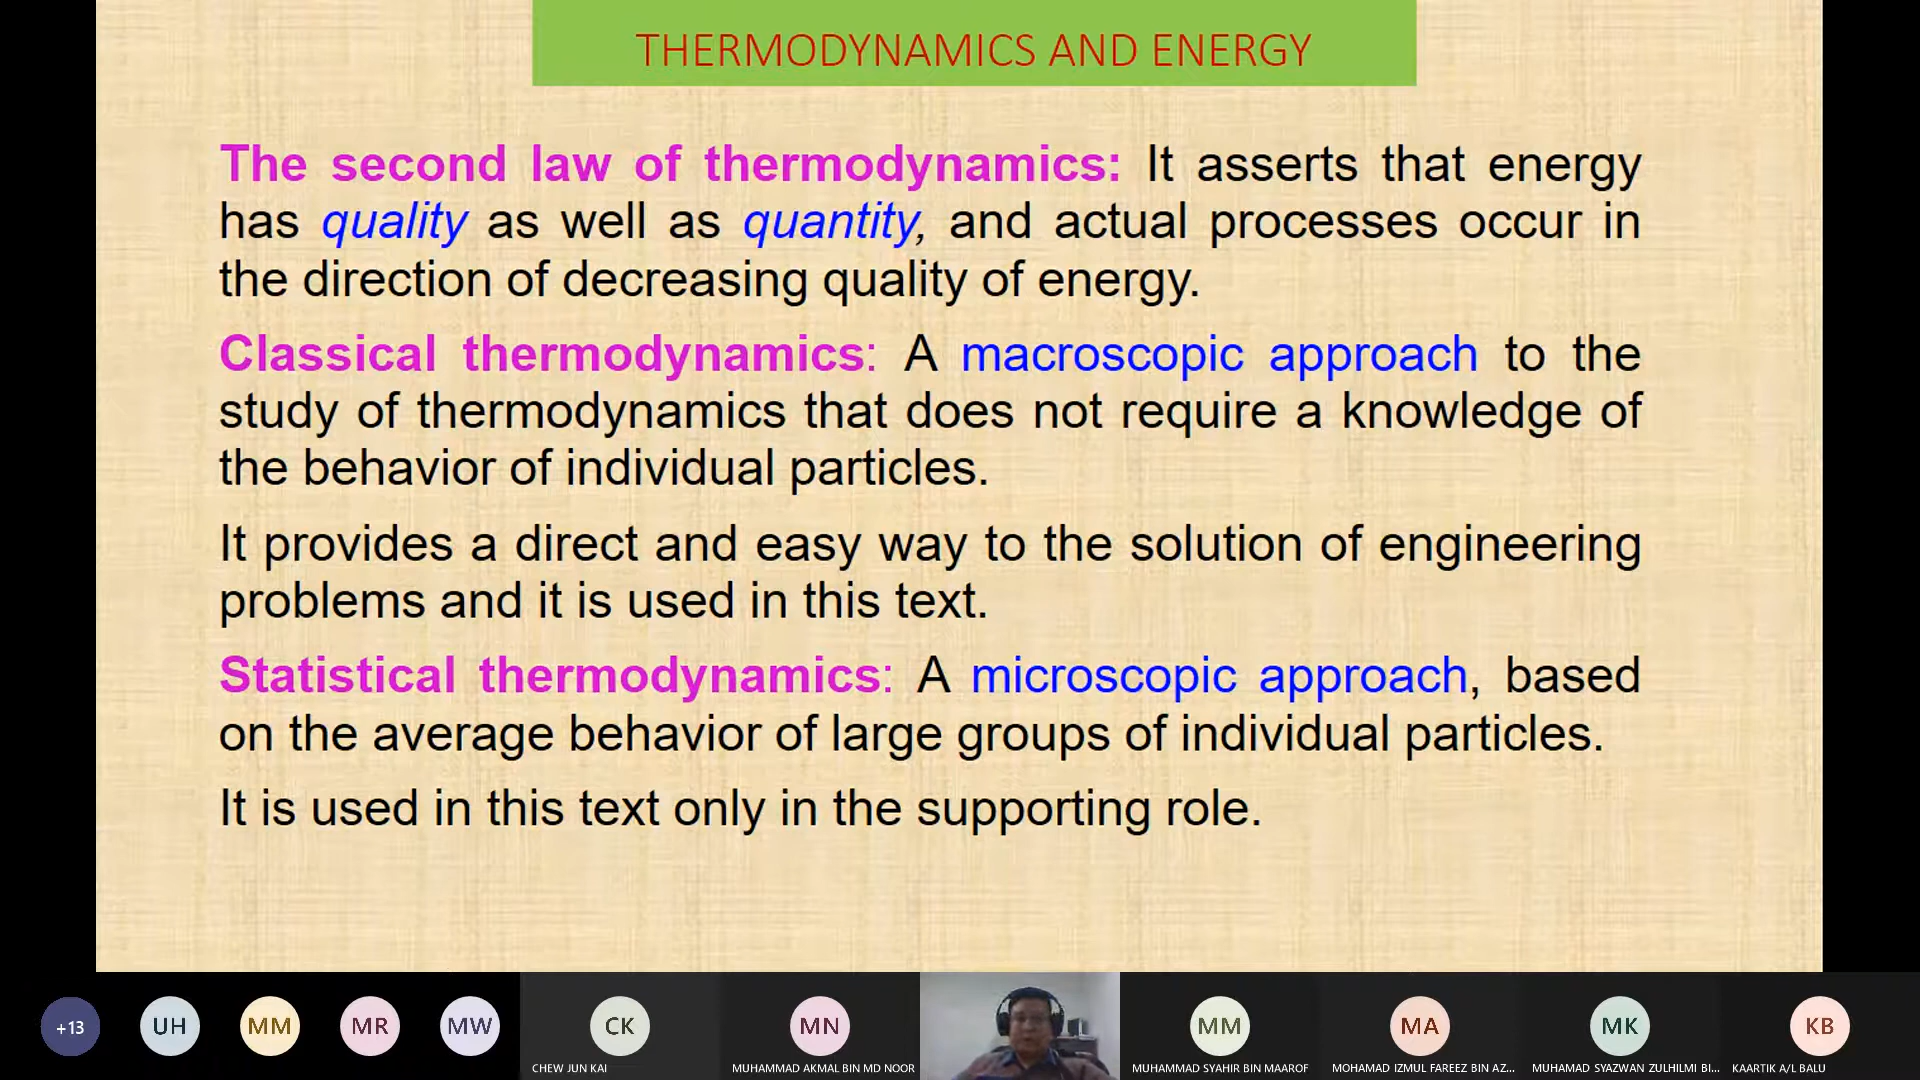 THERMODYNAMICS AND ENERGY
The second law of thermodynamics: It asserts that energy
has quality as well as quantity, and actual processes occur in
the direction of decreasing quality of energy.
Classical thermodynamics: A macroscopic approach to the
study of thermodynamics that does not require a knowledge of
the behavior of individual particles.
It provides a direct and easy way to the solution of engineering
problems and it is used in this text.
Statistical thermodynamics: A microscopic approach, based
on the average behavior of large groups of individual particles.
It is used in this text only in the supporting role.
+13 UH MM MR MW CK MN MM MA MK KB
CHEW JUN KAI MUHAMMAD AKMAL BIN MD NOOR MUHAMMAD SYAHIR BIN MAAROF MOHAMAD IZMUL FAREEZ BIN AZ... MUHAMAD SYAZWAN ZULHILMI BI... KAARTIK A/L BALU